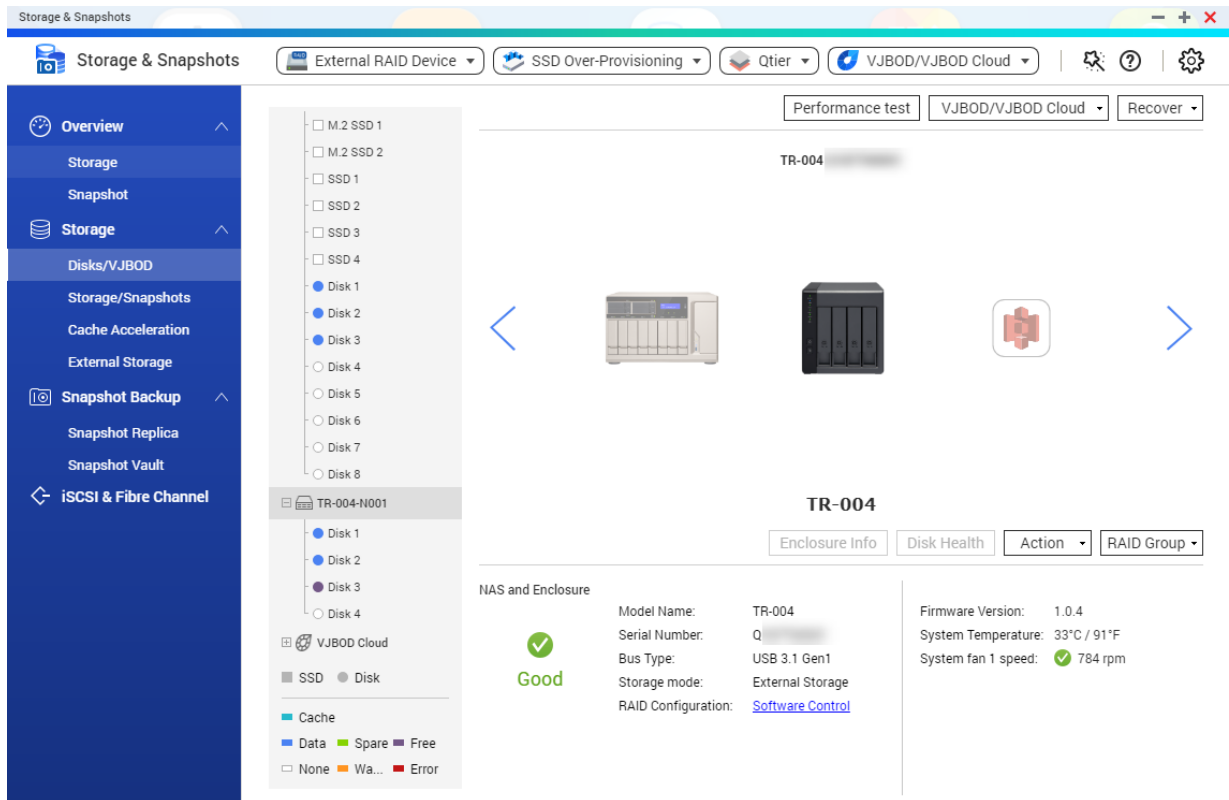 Storage & Snapshots
Storage & Snapshots
External RAID Device
SSD Over-Provisioning
Qtier
VJBOD/VJBOD Cloud
Overview
Storage
Snapshot
Storage
Disks/VJBOD
Storage/Snapshots
Cache Acceleration
External Storage
Snapshot Backup
Snapshot Replica
Snapshot Vault
iSCSI & Fibre Channel
M.2 SSD 1
M.2 SSD 2
SSD 1
SSD 2
SSD 3
SSD 4
Disk 1
Disk 2
Disk 3
Disk 4
Disk 5
Disk 6
Disk 7
Disk 8
TR-004-N001
Disk 1
Disk 2
Disk 3
Disk 4
VJBOD Cloud
SSD Disk
Cache
Data Spare Free
None Wa... Error
Performance test VJBOD/VJBOD Cloud Recover
TR-004
TR-004
Enclosure Info Disk Health Action RAID Group
NAS and Enclosure
Good
Model Name: TR-004
Serial Number: Q
Bus Type: USB 3.1 Gen1
Storage mode: External Storage
RAID Configuration: Software Control
Firmware Version: 1.0.4
System Temperature: 33°C / 91°F
System fan 1 speed: 784 rpm